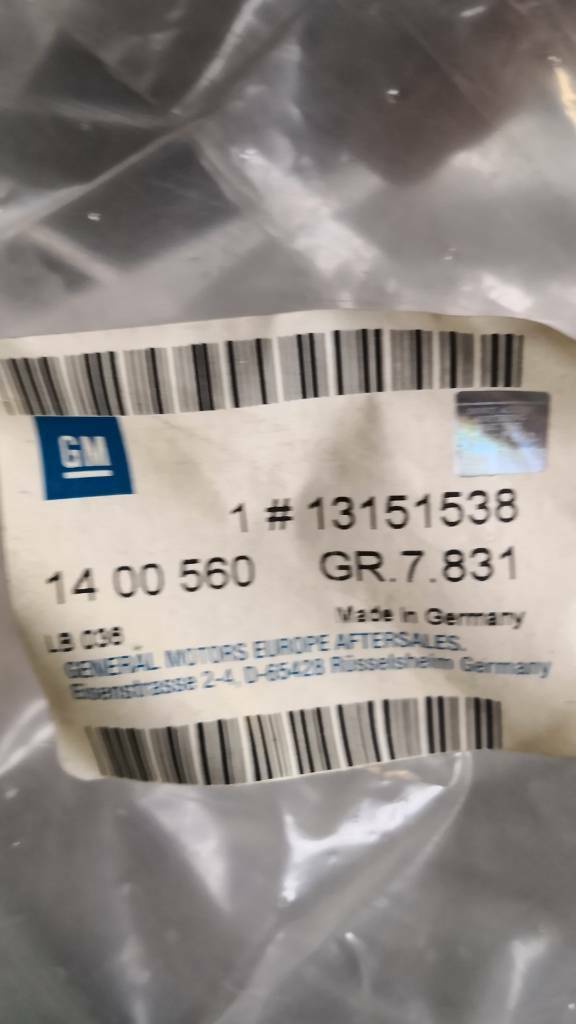 GM
1 # 13151538
14 00 560 GR.7.831
Made in Germany
LB 036
GENERAL MOTORS EUROPE AFTERSALES.
Eisenstrasse 2-4, D-65428 Rüsselsheim Germany